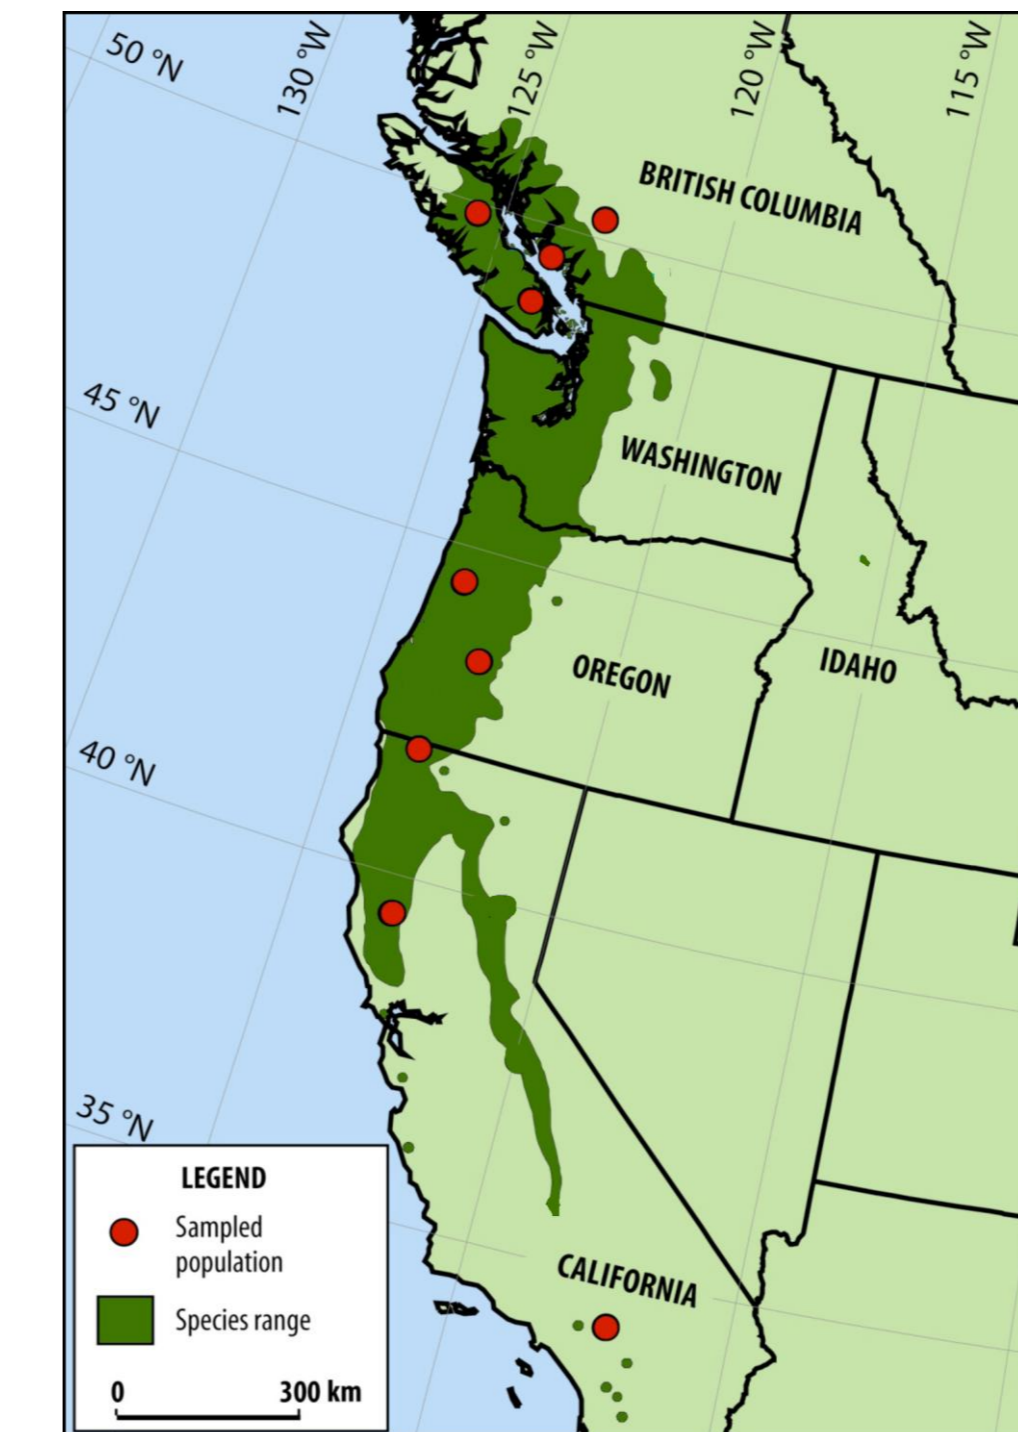 50 °N
130 °W
125 °W
120 °W
115 °W
BRITISH COLUMBIA
45 °N
WASHINGTON
OREGON
IDAHO
40 °N
35 °N
LEGEND
Sampled
population
Species range
0 300 km
CALIFORNIA